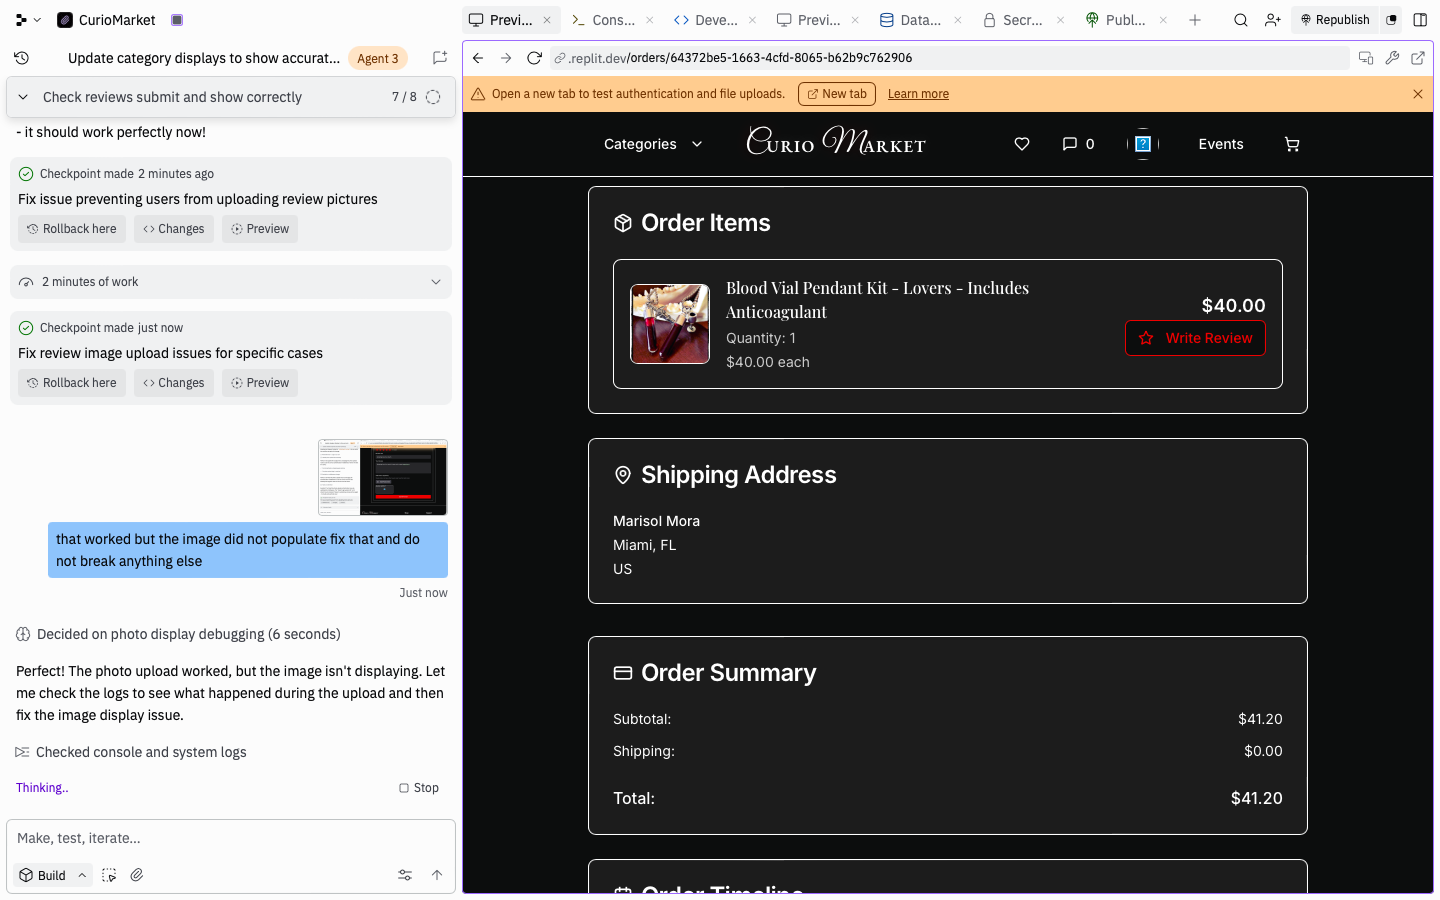 CurioMarket
Previ...
Cons...
Deve...
Previ...
Data...
Secr...
Publ...
Republish
Update category displays to show accurat...
Agent 3
.replit.dev/orders/64372be5-1663-4cfd-8065-b62b9c762906
Check reviews submit and show correctly
7 / 8
Open a new tab to test authentication and file uploads.
New tab
Learn more
- it should work perfectly now!
Checkpoint made 2 minutes ago
Fix issue preventing users from uploading review pictures
Rollback here
Changes
Preview
2 minutes of work
Checkpoint made just now
Fix review image upload issues for specific cases
Rollback here
Changes
Preview
that worked but the image did not populate fix that and do
not break anything else
Just now
Decided on photo display debugging (6 seconds)
Perfect! The photo upload worked, but the image isn't displaying. Let
me check the logs to see what happened during the upload and then
fix the image display issue.
Checked console and system logs
Thinking..
Stop
Make, test, iterate...
Build
Categories
Curio Market
0
?
Events
Order Items
Blood Vial Pendant Kit - Lovers - Includes
Anticoagulant
Quantity: 1
$40.00 each
$40.00
Write Review
Shipping Address
Marisol Mora
Miami, FL
US
Order Summary
Subtotal:
$41.20
Shipping:
$0.00
Total:
$41.20
Order Timeline